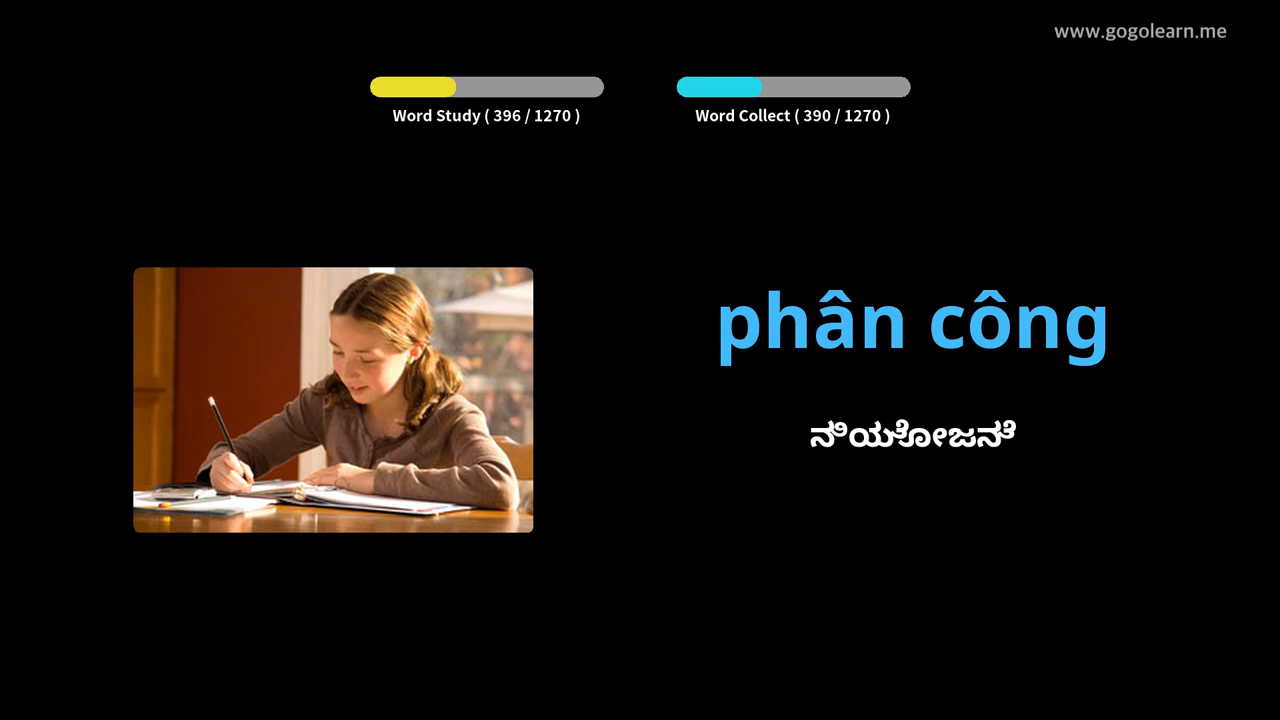 www.gogolearn.me
Word Study ( 396 / 1270 )
Word Collect ( 390 / 1270 )
phân công
ನಿಯೋಜನೆ